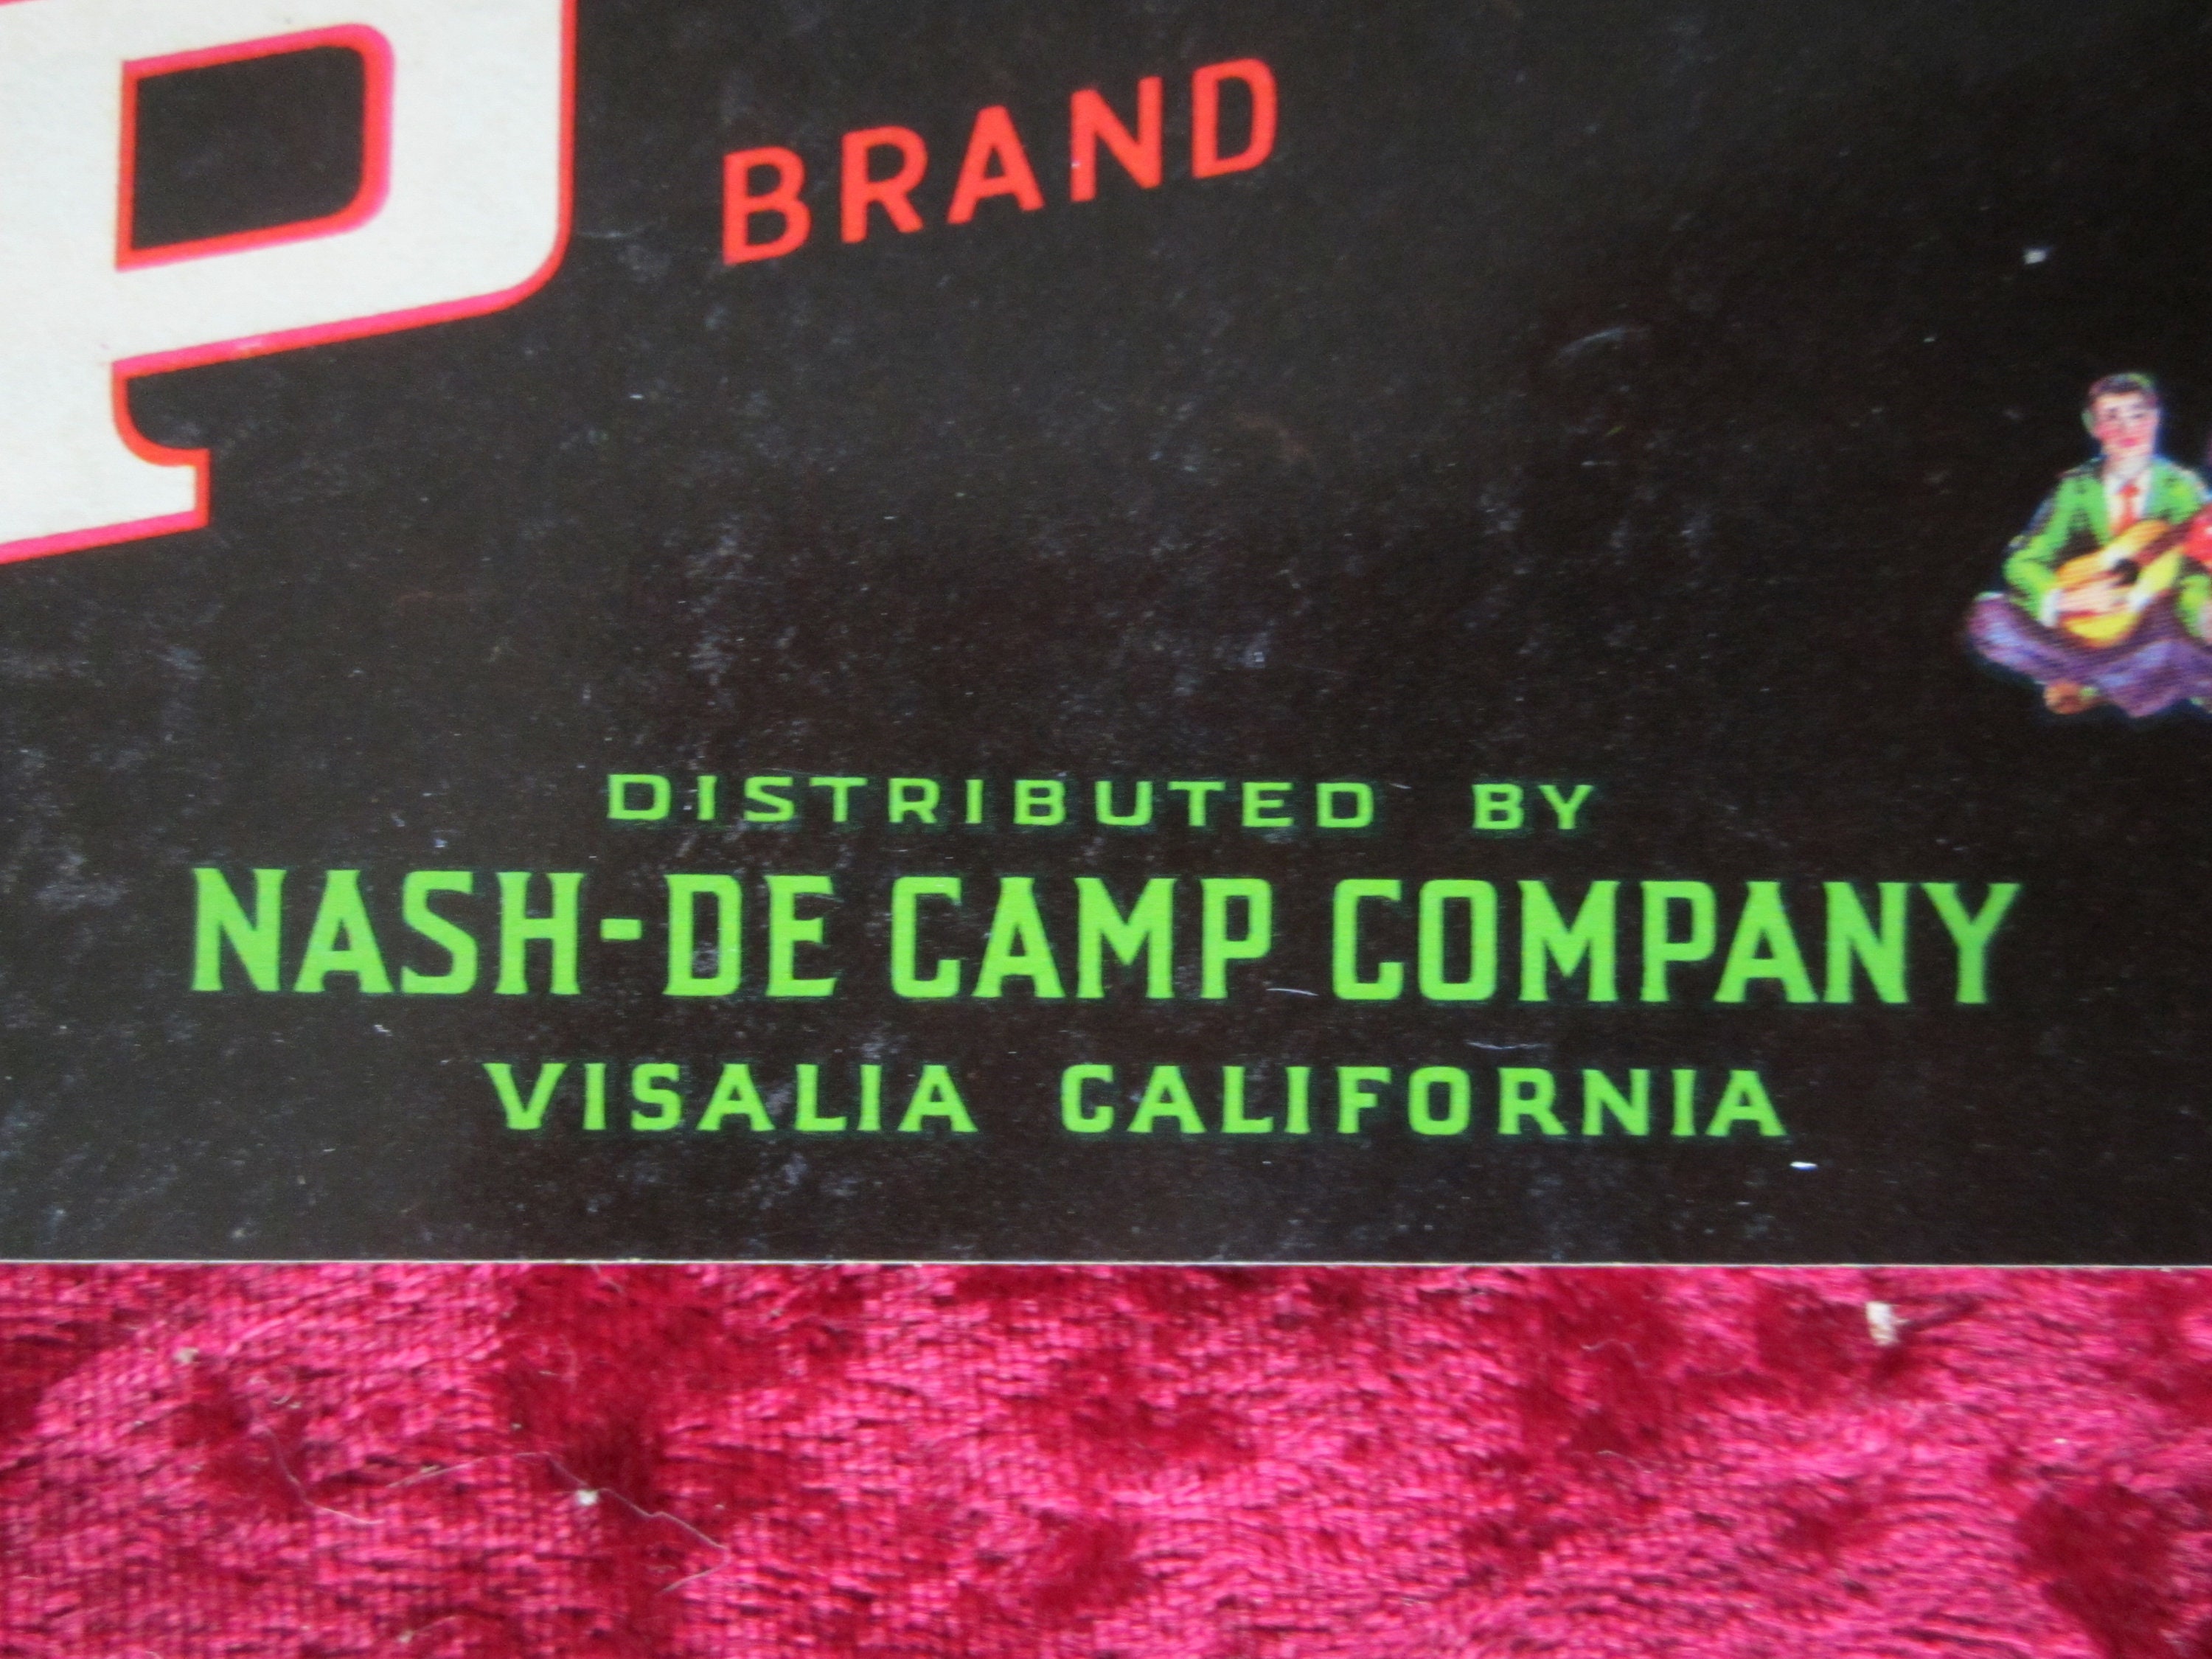 P BRAND
DISTRIBUTED BY
NASH-DE CAMP COMPANY
VISALIA CALIFORNIA